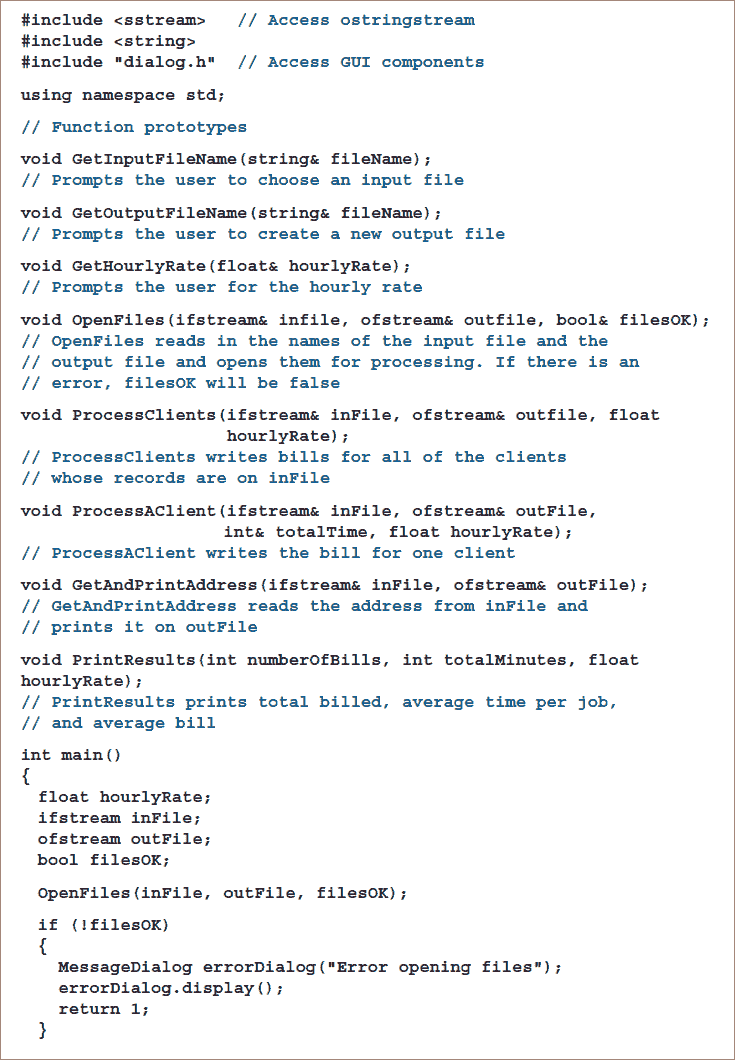 #include <sstream>   // Access ostringstream
#include <string>
#include "dialog.h"  // Access GUI components
using namespace std;
// Function prototypes
void GetInputFileName(string& fileName);
// Prompts the user to choose an input file
void GetOutputFileName(string& fileName);
// Prompts the user to create a new output file
void GetHourlyRate(float& hourlyRate);
// Prompts the user for the hourly rate
void OpenFiles(ifstream& infile, ofstream& outfile, bool& filesOK);
// OpenFiles reads in the names of the input file and the
// output file and opens them for processing. If there is an
// error, filesOK will be false
void ProcessClients(ifstream& inFile, ofstream& outfile, float
                    hourlyRate);
// ProcessClients writes bills for all of the clients
// whose records are on inFile
void ProcessAClient(ifstream& inFile, ofstream& outFile,
                    int& totalTime, float hourlyRate);
// ProcessAClient writes the bill for one client
void GetAndPrintAddress(ifstream& inFile, ofstream& outFile);
// GetAndPrintAddress reads the address from inFile and
// prints it on outFile
void PrintResults(int numberOfBills, int totalMinutes, float
hourlyRate);
// PrintResults prints total billed, average time per job,
// and average bill
int main()
{
  float hourlyRate;
  ifstream inFile;
  ofstream outFile;
  bool filesOK;
  OpenFiles(inFile, outFile, filesOK);
  if (!filesOK)
  {
    MessageDialog errorDialog("Error opening files");
    errorDialog.display();
    return 1;
  }